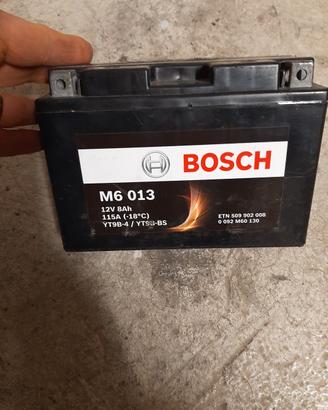 BOSCH
M6 013
12V 8Ah
115A (-18°C)
YT9B-4 / YT9B-BS
ETN 509 902 008
0 092 M60 130